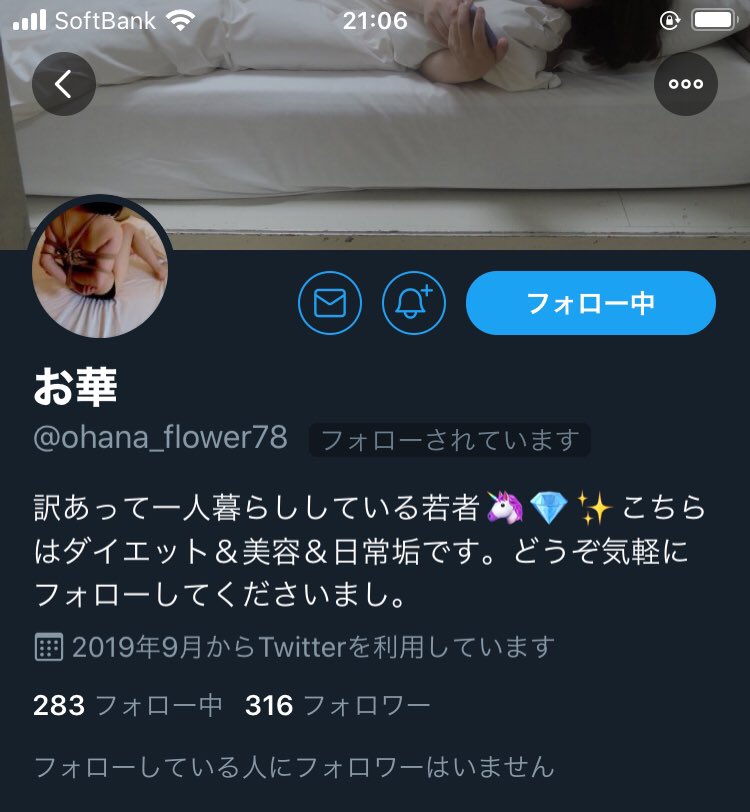 SoftBank 21:06
フォロー中
お華
@ohana_flower78 フォローされています
訳あって一人暮らししている若者🦄💎✨こちら
はダイエット＆美容＆日常垢です。どうぞ気軽に
フォローしてくださいまし。
2019年9月からTwitterを利用しています
283 フォロー中 316 フォロワー
フォローしている人にフォロワーはいません